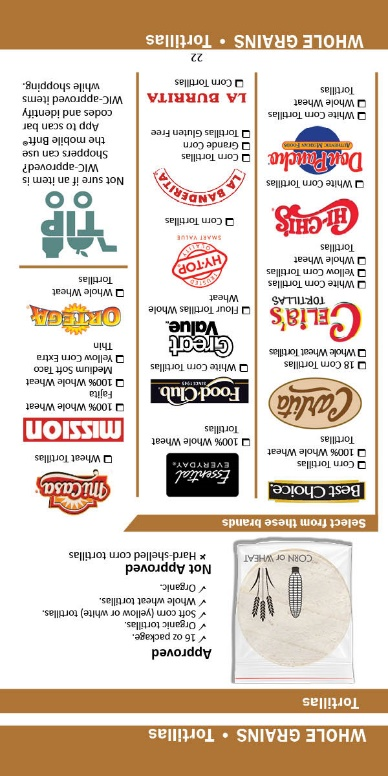 WHOLE GRAINS • Tortillas
Tortillas
CORN or WHEAT
Approved
✓ 16 oz package.
✓ Organic tortillas.
✓ Soft corn (yellow or white) tortillas.
✓ Whole wheat tortillas.
✓ Organic.
Not Approved
× Hard-shelled corn tortillas
Select from these brands
Best Choice
☐ Corn Tortillas
☐ 100% Whole Wheat
Tortillas
Carlita
☐ 18 Corn Tortillas
☐ Whole Wheat Tortillas
CELIA'S
TORTILLAS
☐ White Corn Tortillas
☐ Yellow Corn Tortillas
☐ Whole Wheat
Tortillas
HI-CHI'S
☐ White Corn Tortillas
Don Pancho
AUTHENTIC MEXICAN FOODS
☐ White Corn Tortillas
☐ Whole Wheat
Tortillas
Essential
EVERYDAY
☐ 100% Whole Wheat
Tortillas
Food Club
SINCE 1945
☐ White Corn Tortillas
Great
Value
☐ Flour Tortillas Whole
Wheat
TRUSTED
HY-TOP
QUALITY
SMART VALUE
☐ Corn Tortillas
LA BANDERITA
☐ Corn Tortillas
☐ Grande Corn
☐ Tortillas Gluten Free
LA BURRITA
☐ Corn Tortillas
Mi Casa
☐ Wheat Tortillas
MISSION
☐ 100% Whole Wheat
Fajita
☐ 100% Whole Wheat
Medium Soft Taco
☐ Yellow Corn Extra
Thin
ORTEGA
☐ Whole Wheat
Tortillas
TIP
Not sure if an item is
WIC-approved?
Shoppers can use
the mobile Bnft®
App to scan bar
codes and identify
WIC-approved items
while shopping.
22
WHOLE GRAINS • Tortillas